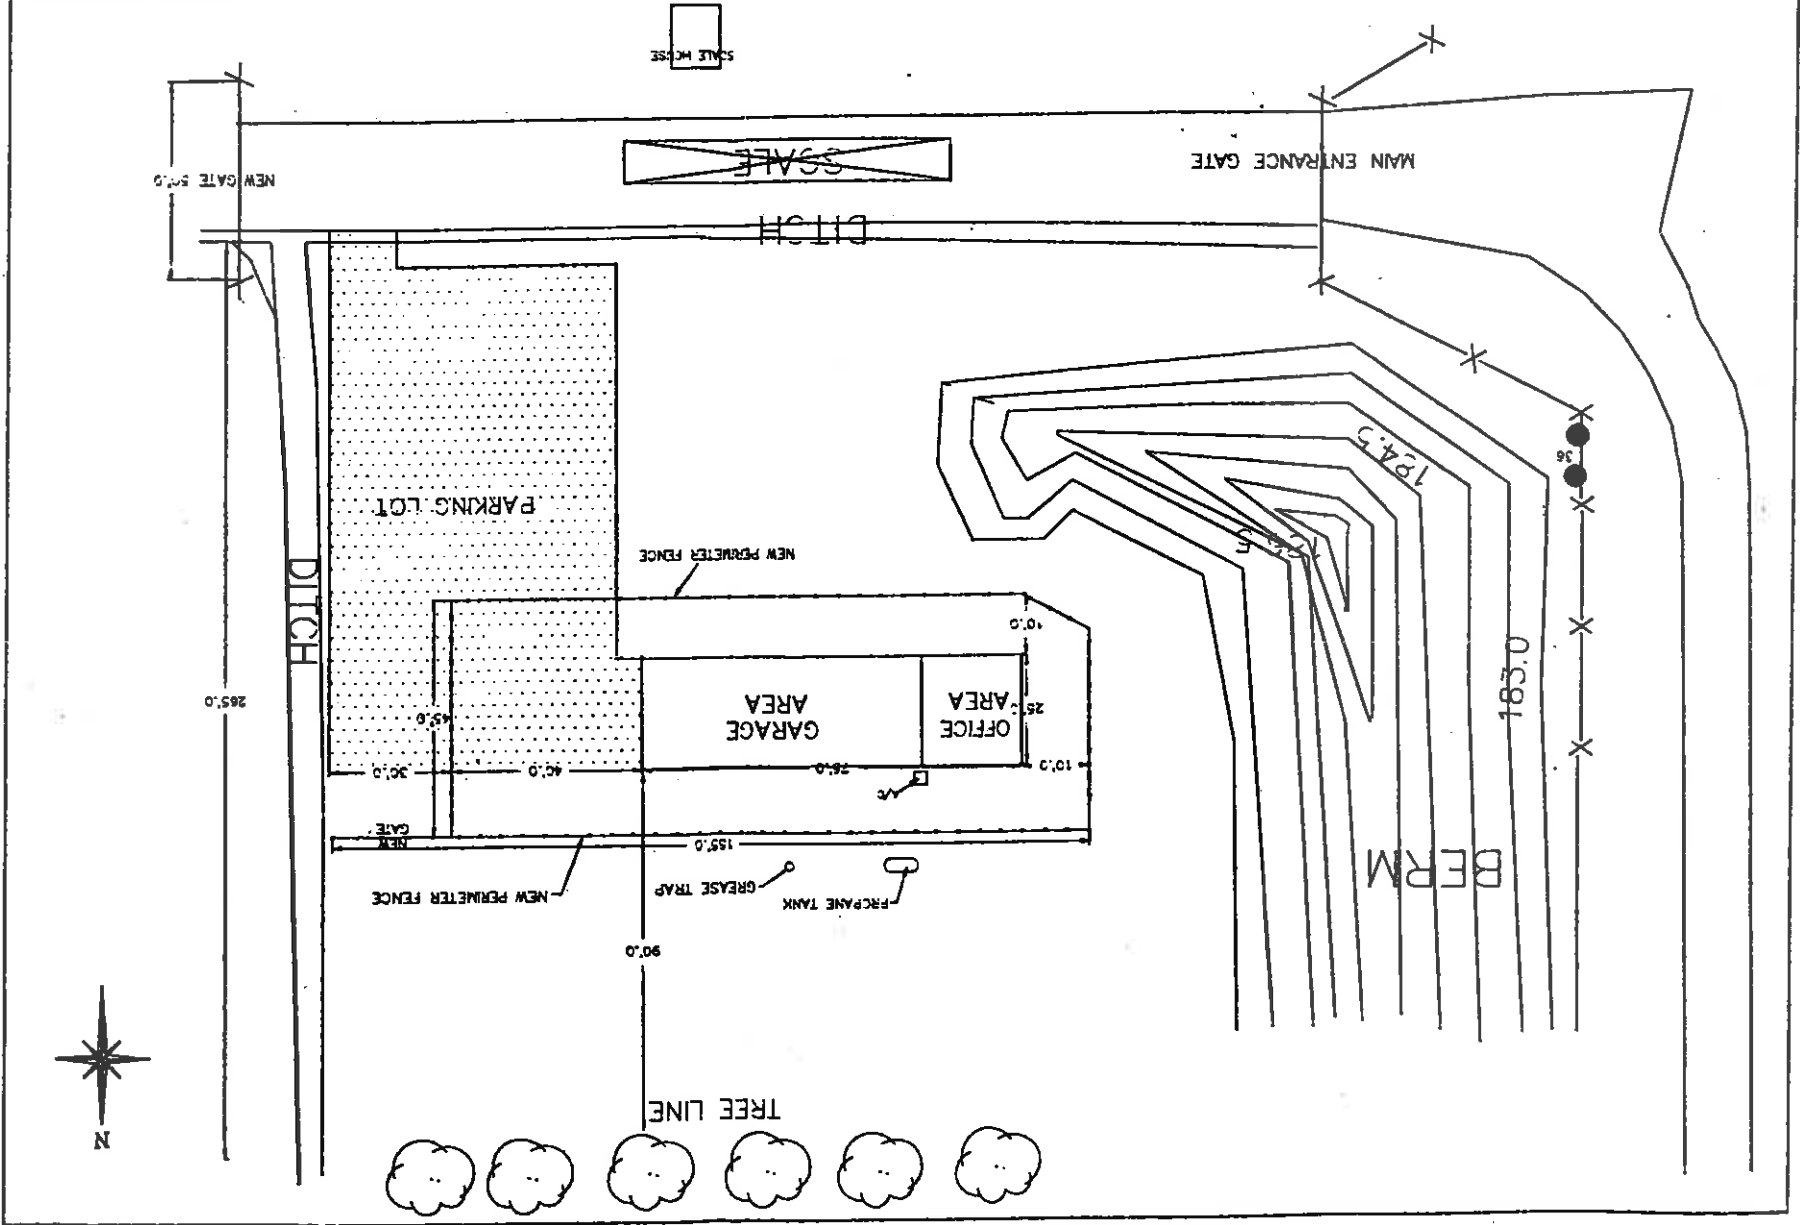 N
TREE LINE
90'.0
PROPANE TANK
GREASE TRAP
NEW PERIMETER FENCE
BERM
155'.0
NEW
GATE
A/C
10'.0
75'.0
40'.0
30'.0
OFFICE
AREA
GARAGE
AREA
25'.0
45'.0
265'.0
183.0
10'.0
DITCH
NEW PERIMETER FENCE
PARKING LOT
36
DITCH
NEW GATE 50'.0
MAIN ENTRANCE GATE
SCALE
SCALE HOUSE